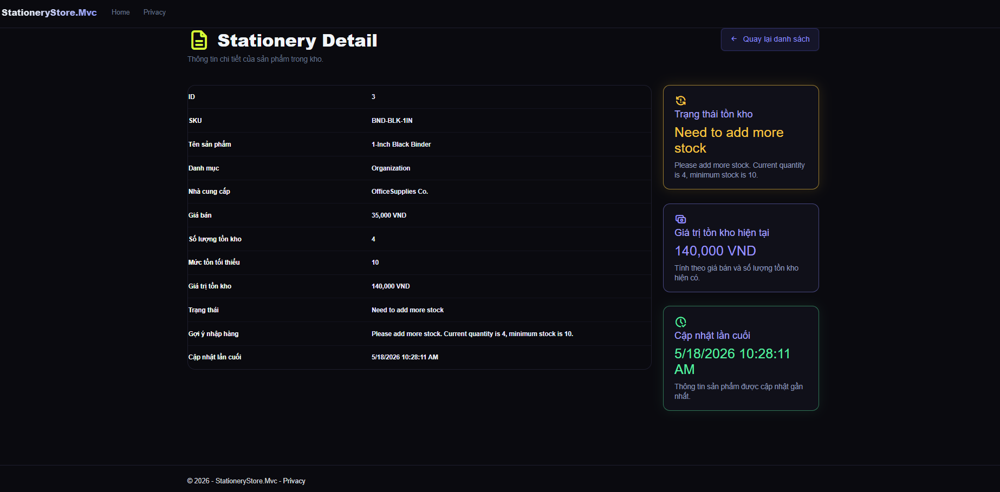 StationeryStore.Mvc Home Privacy
Stationery Detail
← Quay lại danh sách
Thông tin chi tiết của sản phẩm trong kho.
ID 3
SKU BND-BLK-1IN
Tên sản phẩm 1-Inch Black Binder
Danh mục Organization
Nhà cung cấp OfficeSupplies Co.
Giá bán 35,000 VND
Số lượng tồn kho 4
Mức tồn tối thiểu 10
Giá trị tồn kho 140,000 VND
Trạng thái Need to add more stock
Gợi ý nhập hàng Please add more stock. Current quantity is 4, minimum stock is 10.
Cập nhật lần cuối 5/18/2026 10:28:11 AM
Trạng thái tồn kho
Need to add more
stock
Please add more stock. Current quantity
is 4, minimum stock is 10.
Giá trị tồn kho hiện tại
140,000 VND
Tính theo giá bán và số lượng tồn kho
hiện có.
Cập nhật lần cuối
5/18/2026 10:28:11
AM
Thông tin sản phẩm được cập nhật gần
nhất.
© 2026 - StationeryStore.Mvc - Privacy